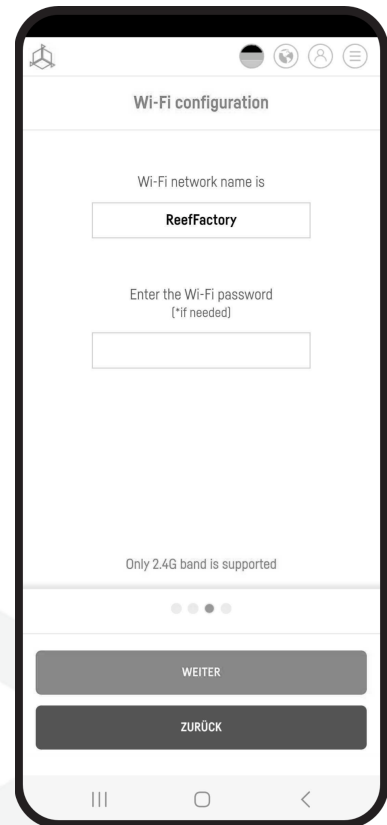 Wi-Fi configuration
Wi-Fi network name is
ReefFactory
Enter the Wi-Fi password
(*if needed)
Only 2.4G band is supported
WEITER
ZURÜCK